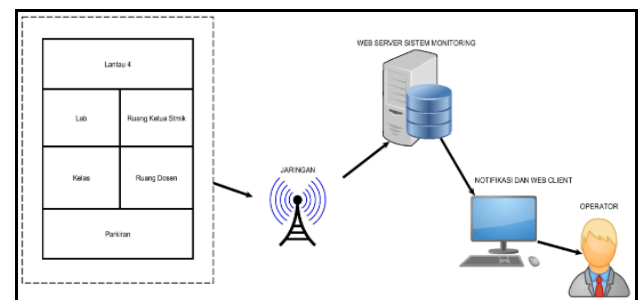 WEB SERVER SISTEM MONITORING
Lantau 4
Lab
Ruang Ketua Stmik
Kelas
Ruang Dosen
Parkiran
JARINGAN
NOTIFIKASI DAN WEB CLIENT
OPERATOR